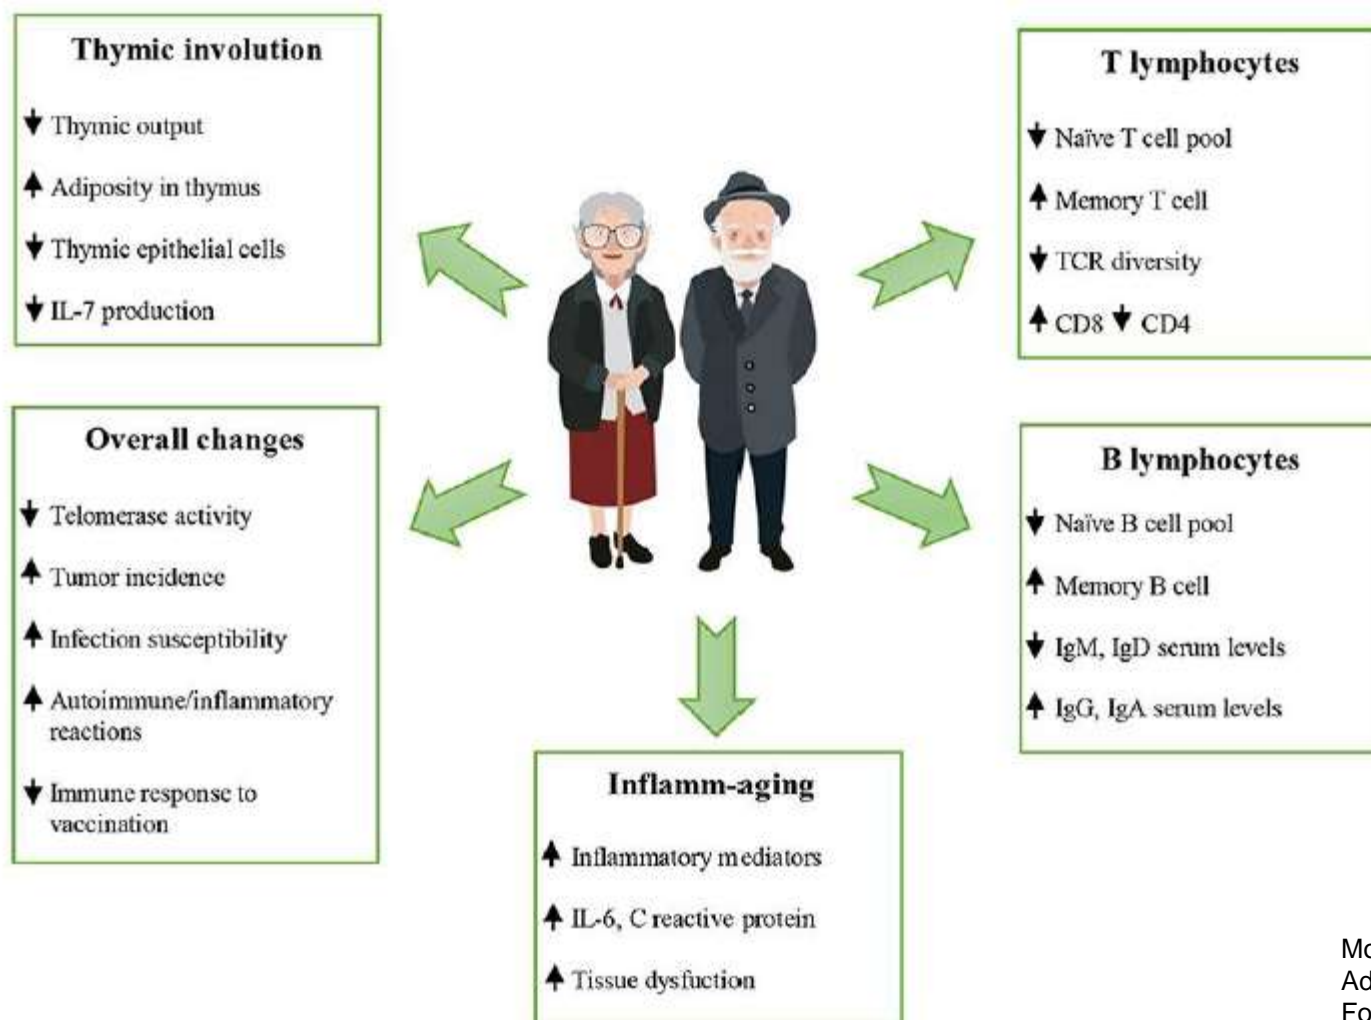 Thymic involution
↓ Thymic output
↑ Adiposity in thymus
↓ Thymic epithelial cells
↓ IL-7 production
T lymphocytes
↓ Naïve T cell pool
↑ Memory T cell
↓ TCR diversity
↑ CD8 ↓ CD4
Overall changes
↓ Telomerase activity
↑ Tumor incidence
↑ Infection susceptibility
↑ Autoimmune/inflammatory
reactions
↓ Immune response to
vaccination
B lymphocytes
↓ Naïve B cell pool
↑ Memory B cell
↓ IgM, IgD serum levels
↑ IgG, IgA serum levels
Inflamm-aging
↑ Inflammatory mediators
↑ IL-6, C reactive protein
↑ Tissue dysfuction
Mo
Ad
Fo